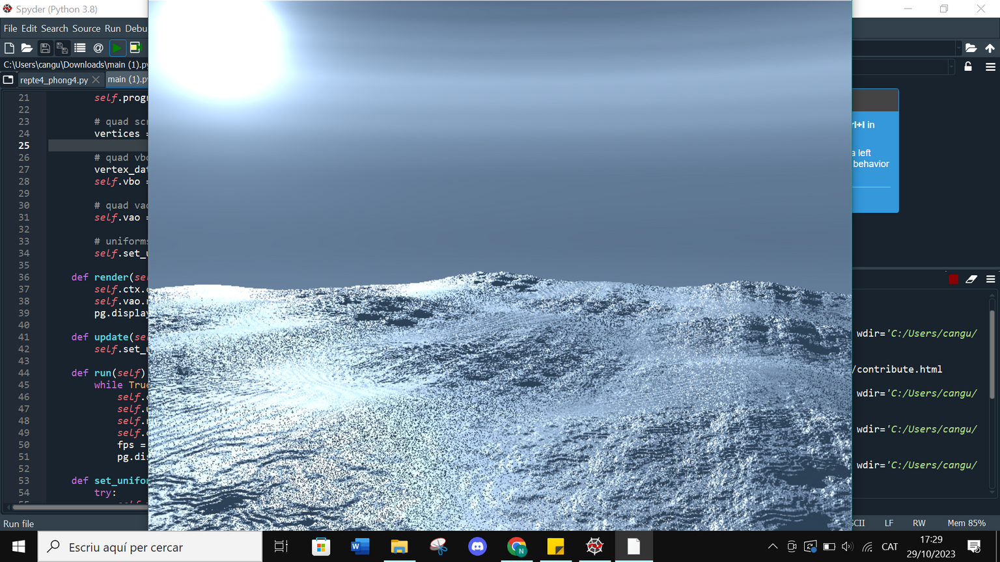 Spyder (Python 3.8)
File Edit Search Source Run Debu
C:\Users\cangu\Downloads\main (1).py
repte4_phong4.py
main (1).py
21 self.progr
22
23 # quad scr
24 vertices =
25
26 # quad vbo
27 vertex_dat
28 self.vbo =
29
30 # quad vao
31 self.vao =
32
33 # uniforms
34 self.set_u
35
36 def render(se
37 self.ctx.
38 self.vao.
39 pg.display
40
41 def update(se
42 self.set_u
43
44 def run(self)
45 while True
46 self.
47 self.
48 self.
49 self.
50 fps =
51 pg.dis
52
53 def set_unifor
54 try:
rl+I in
a left
behavior
wdir='C:/Users/cangu/
/contribute.html
wdir='C:/Users/cangu/
wdir='C:/Users/cangu/
wdir='C:/Users/cangu/
Run file
SCII LF RW Mem 85%
Escriu aquí per cercar
CAT
17:29
29/10/2023